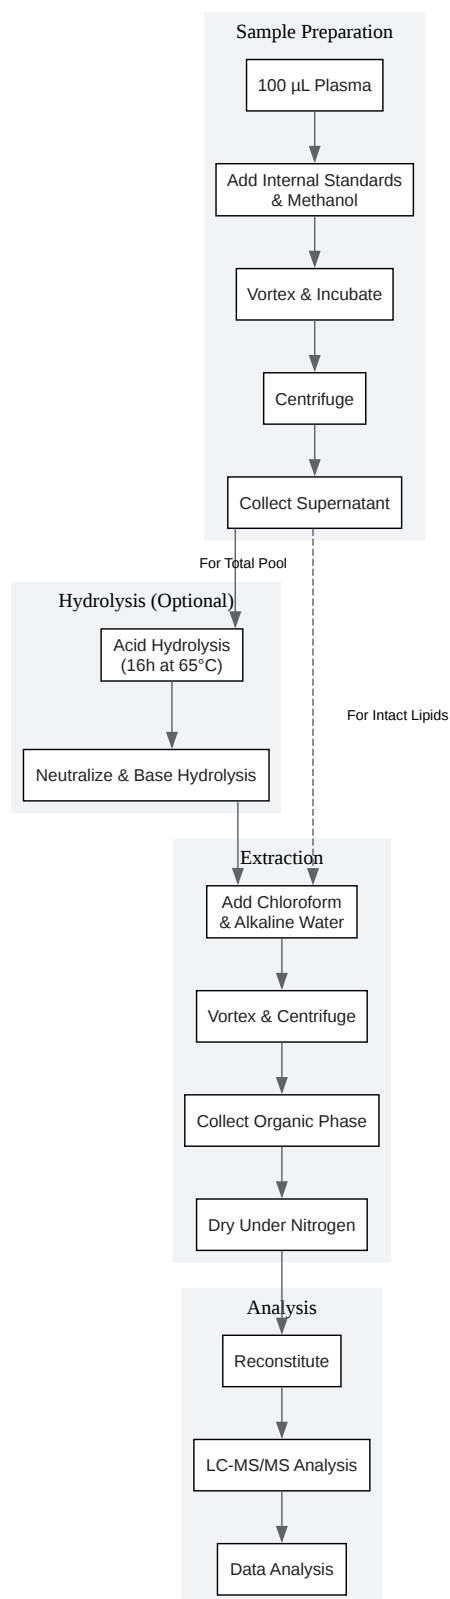 Sample Preparation
100 µL Plasma
Add Internal Standards
& Methanol
Vortex & Incubate
Centrifuge
Collect Supernatant
For Total Pool
Hydrolysis (Optional)
Acid Hydrolysis
(16h at 65°C)
For Intact Lipids
Neutralize & Base Hydrolysis
Extraction
Add Chloroform
& Alkaline Water
Vortex & Centrifuge
Collect Organic Phase
Dry Under Nitrogen
Analysis
Reconstitute
LC-MS/MS Analysis
Data Analysis